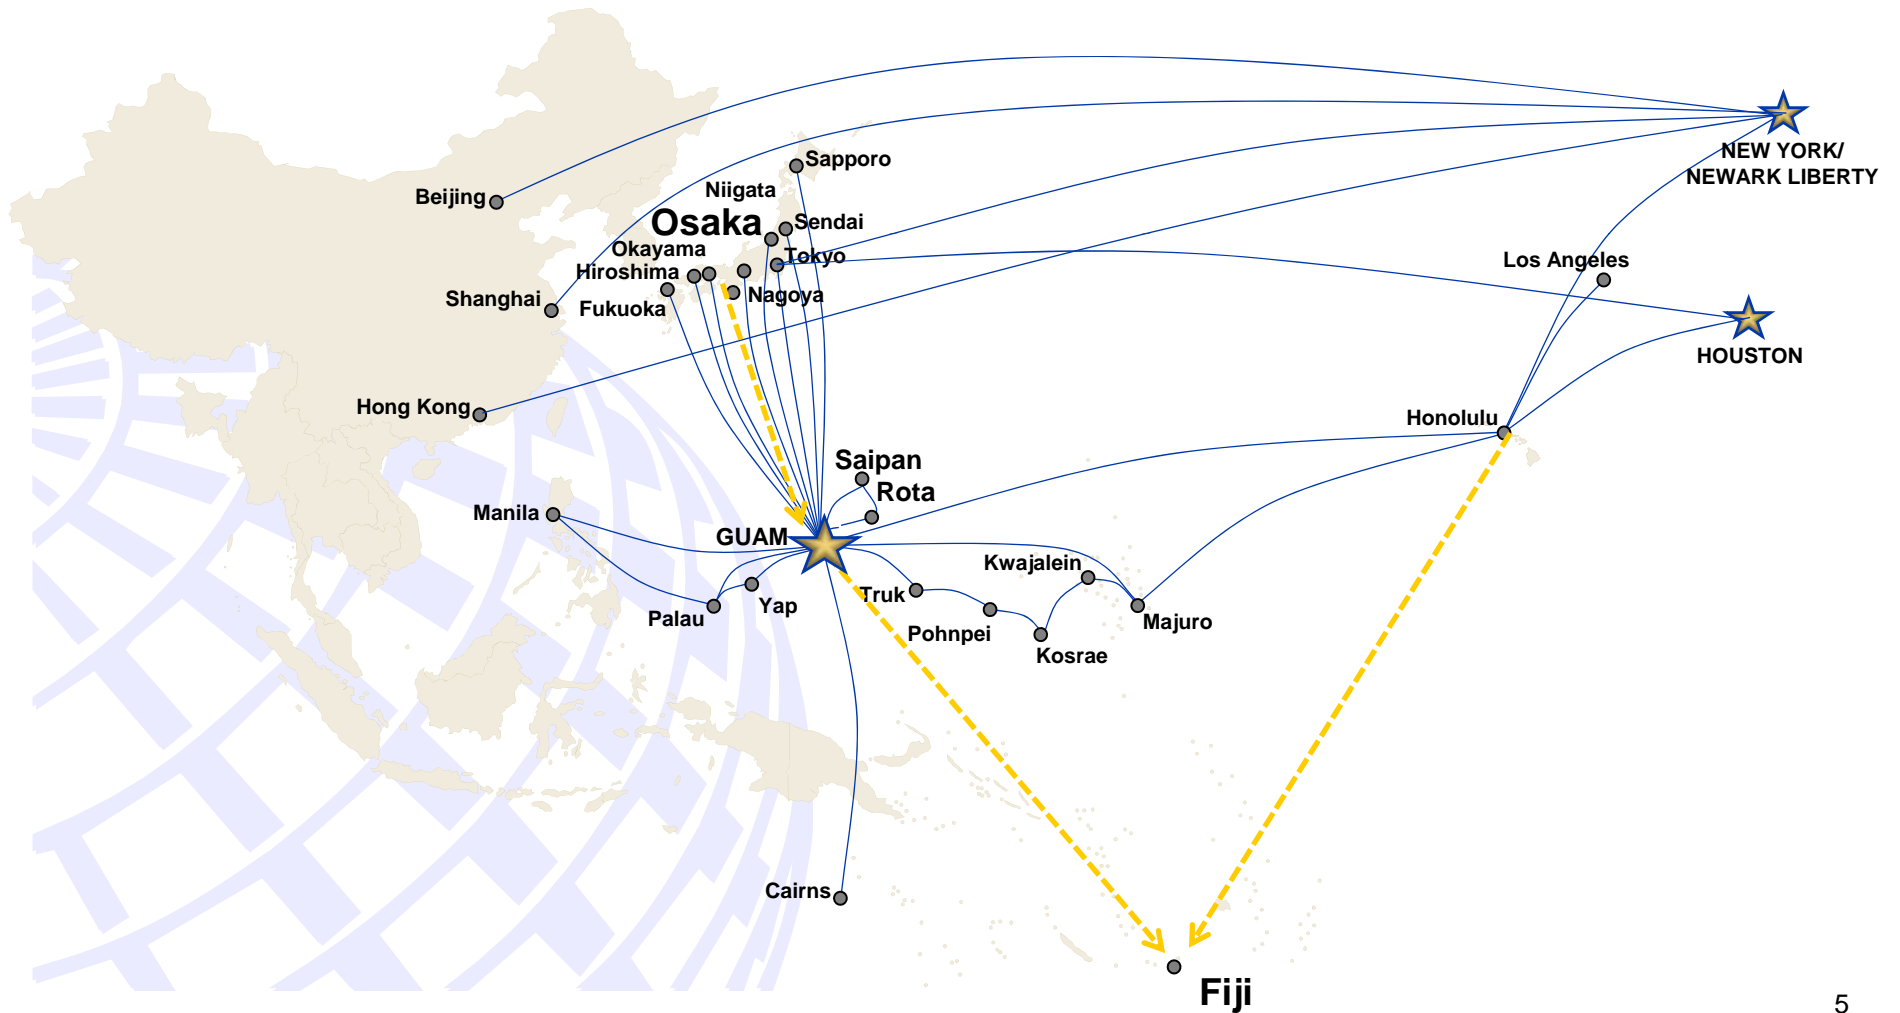 Sapporo
NEW YORK/
NEWARK LIBERTY
Beijing
Niigata
Osaka
Sendai
Okayama
Tokyo
Los Angeles
Hiroshima
Shanghai
Fukuoka
Nagoya
HOUSTON
Hong Kong
Honolulu
Saipan
Rota
Manila
GUAM
Kwajalein
Truk
Yap
Palau
Pohnpei
Majuro
Kosrae
Cairns
Fiji
5